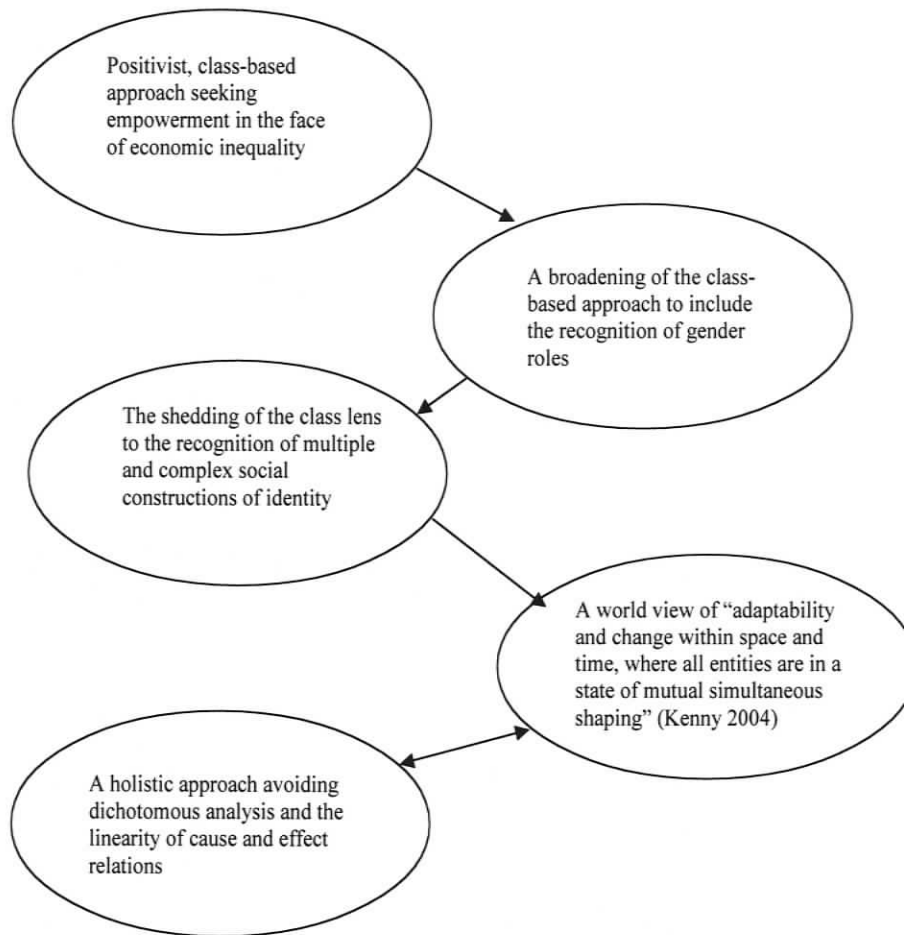 Positivist, class-based
approach seeking
empowerment in the face
of economic inequality
A broadening of the class-
based approach to include
the recognition of gender
roles
The shedding of the class lens
to the recognition of multiple
and complex social
constructions of identity
A world view of “adaptability
and change within space and
time, where all entities are in a
state of mutual simultaneous
shaping” (Kenny 2004)
A holistic approach avoiding
dichotomous analysis and the
linearity of cause and effect
relations